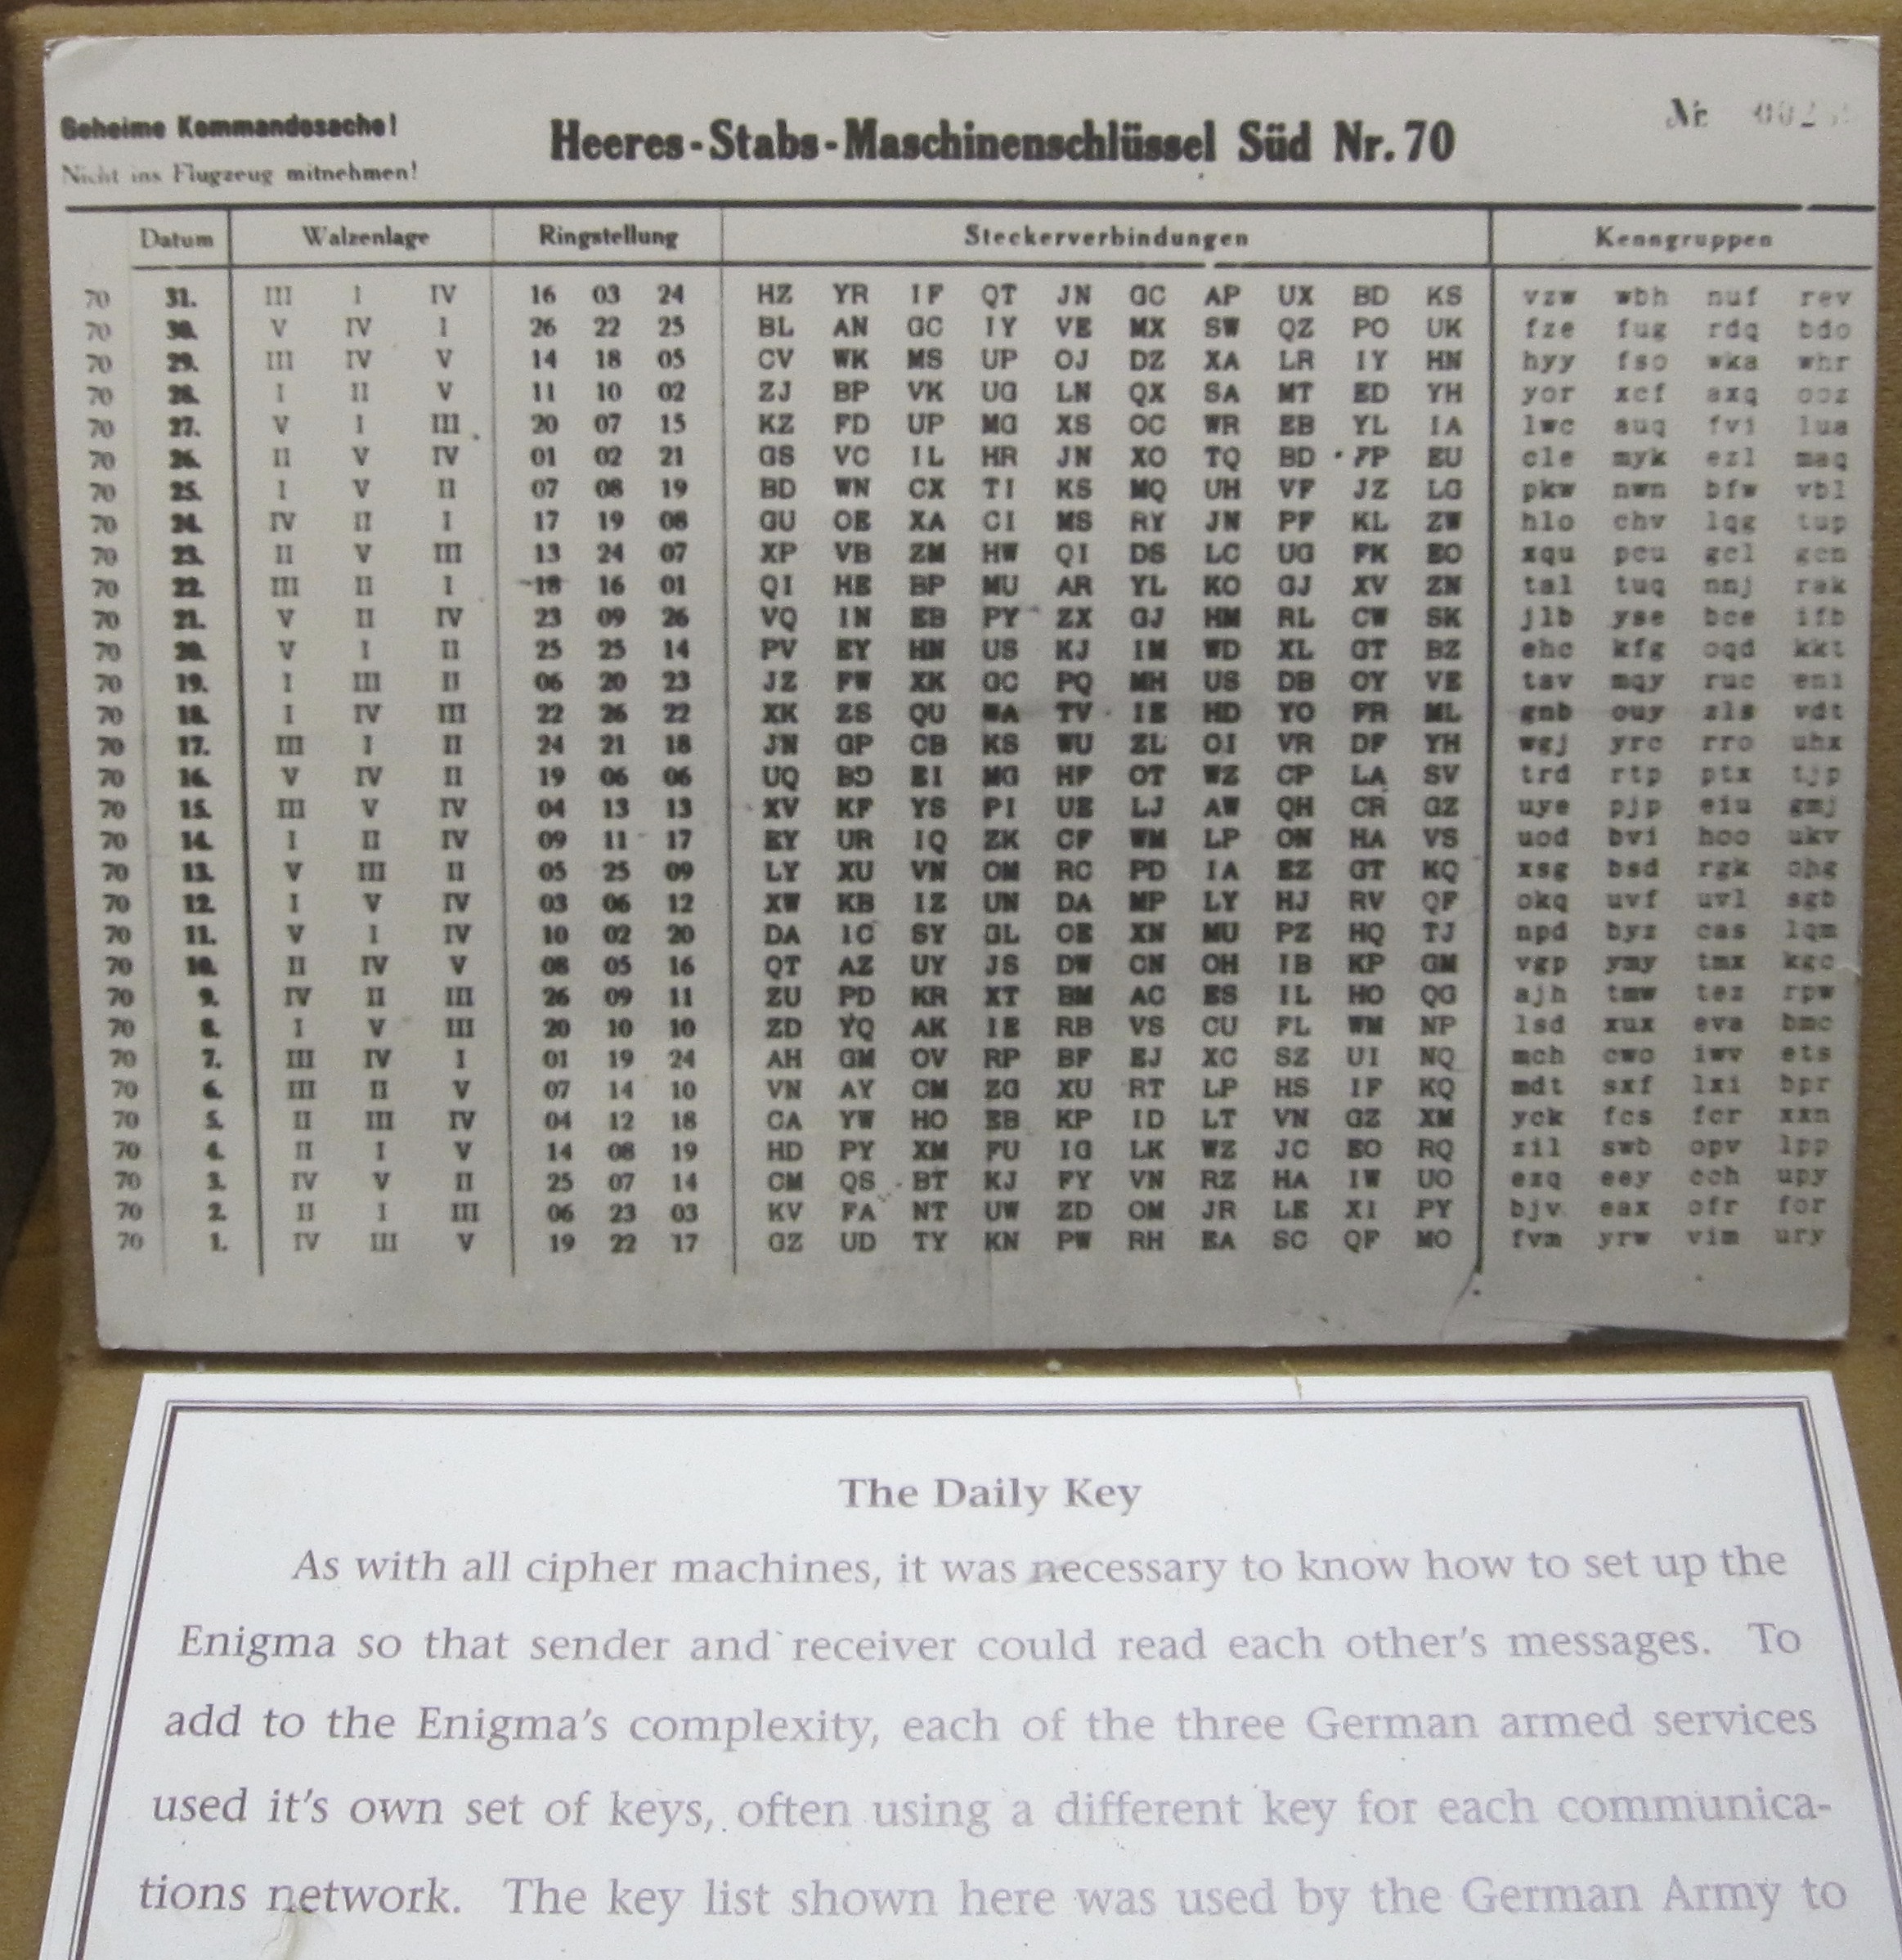 Geheime Kommandosache!
Nicht ins Flugzeug mitnehmen!
Heeres-Stabs-Maschinenschlüssel Süd Nr. 70
Nr.
Datum Walzenlage Ringstellung Steckerverbindungen Kenngruppen
70 31. III I IV 16 03 24 HZ YR IF QT JN GC AP UX BD KS vzw wbh nuf rev
70 30. V IV I 26 22 25 BL AN GC IY VE MX SW QZ PO UK fze fug rdq bdo
70 29. III IV V 14 18 05 CV WK MS UP OJ DZ XA LR IY HN hyy fso wka whr
70 28. I II V 11 10 02 ZJ BP VK UG LN QX SA MT ED YH yor xcf axq
70 27. V I III 20 07 15 KZ FD UP MG XS OC WR EB YL IA lwc auq fvi lua
70 26. II V IV 01 02 21 GS VC IL HR JN XO TQ BD FP EU cle myk ezl maq
70 25. I V II 07 08 19 BD WN CX TI KS MQ UH VF JZ LG pkw nwn bfw vbl
70 24. IV II I 17 19 08 GU OE XA CI MS RY JN PF KL ZW hlo chv lqg tup
70 23. II V III 13 24 07 XP VB ZM HW QI DS LC UG FK EO xqu pcu gcl gen
70 22. III II I 18 16 01 QI HE BP MU AR YL KO GJ XV ZN tal tuq nnj rak
70 21. V II IV 23 09 26 VQ IN EB PY ZX GJ HM RL CW SK jlb yse bce ifb
70 20. V I II 25 25 14 PV EY HN US KJ IM WD XL GT BZ ehc kfg oqd kkt
70 19. I III II 06 20 23 JZ FW XK GC PQ MH US DB OY VE tav mqy ruc eni
70 18. I IV III 22 26 22 XK ZS QU WA TV IE HD YO FR ML gnb ouy zls vdt
70 17. III I II 24 21 18 JN GP CB KS WU ZL OI VR DF YH wgj yrc rro uhx
70 16. V IV II 19 06 06 UQ BD EI MG HF OT WZ CP LA SV trd rtp ptx tjp
70 15. III V IV 04 13 13 XV KF YS PI UE LJ AW QH CR GZ uye pjp eiu gmj
70 14. I II IV 09 11 17 EY UR IQ ZK CF WM LP ON HA VS uod bvi hoo ukv
70 13. V III II 05 25 09 LY XU VN OM RC PD IA EZ GT KQ xsg bsd rgk ohg
70 12. I V IV 03 06 12 XW KB IZ UN DA MP LY HJ RV QF okq uvf uvl sgb
70 11. V I IV 10 02 20 DA IC SY GL OE XN MU PZ HQ TJ npd byz cas lqm
70 10. II IV V 08 05 16 QT AZ UY JS DW CN OH IB KP GM vgp ymy tmx kgc
70 9. IV II III 26 09 11 ZU PD KR XT BM AC ES IL HO QG ajh tmw tez rpw
70 8. I V III 20 10 10 ZD YQ AK IE RB VS CU FL WM NP lsd xux eva bmc
70 7. III IV I 01 19 24 AH GM OV RP BF EJ XC SZ UI NQ mch cwo iwv ets
70 6. III II V 07 14 10 VN AY CM ZG XU RT LP HS IF KQ mdt sxf lxi bpr
70 5. II III IV 04 12 18 CA YW HO EB KP ID LT VN GZ XM yck fcs fcr xxn
70 4. II I V 14 08 19 HD PY XM FU IG LK WZ JC EO RQ zil swb opv lpp
70 3. IV V II 25 07 14 CM QS BT KJ FY VN RZ HA IW UO ezq eey cch upy
70 2. II I III 06 23 03 KV FA NT UW ZD OM JR LE XI PY bjv eax ofr for
70 1. IV III V 19 22 17 GZ UD TY KN PW RH EA SC QF MO fvm yrw vim ury
The Daily Key
As with all cipher machines, it was necessary to know how to set up the
Enigma so that sender and receiver could read each other's messages. To
add to the Enigma's complexity, each of the three German armed services
used it's own set of keys, often using a different key for each communica-
tions network. The key list shown here was used by the German Army to